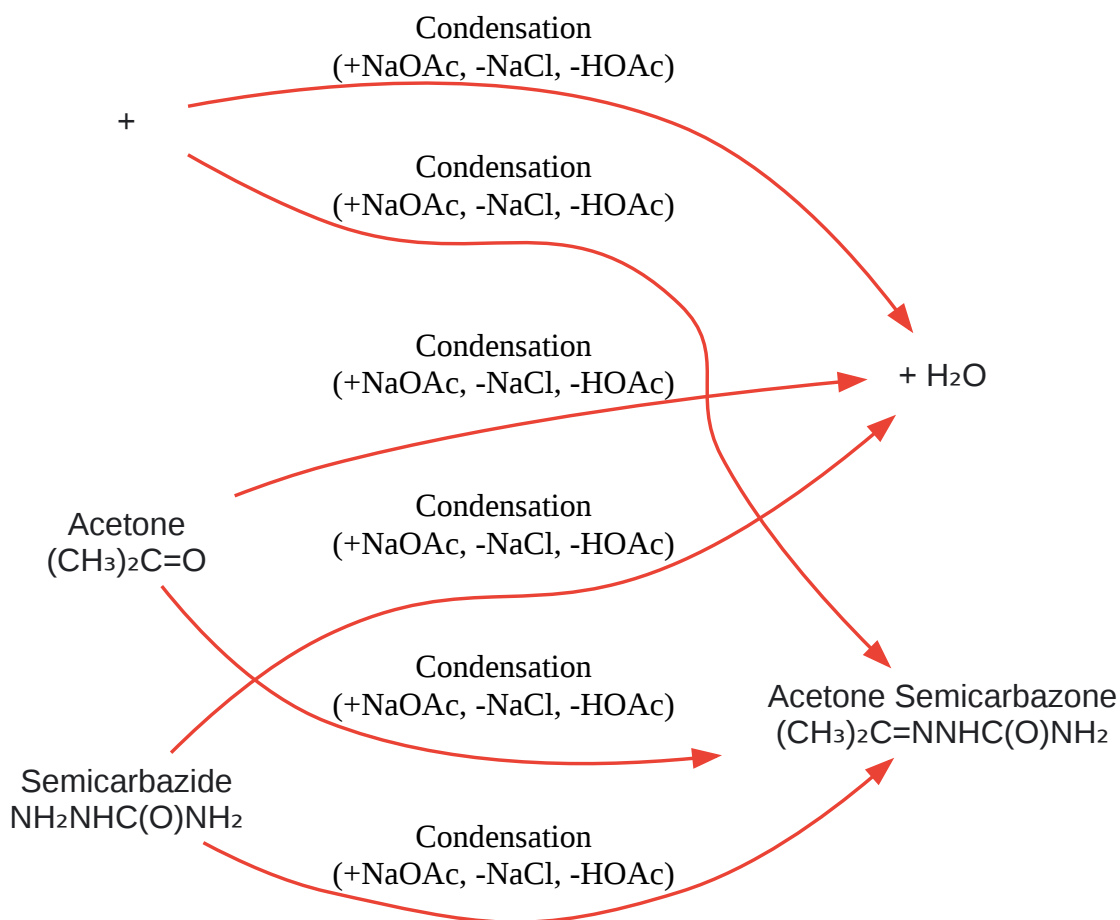 Condensation
(+NaOAc, -NaCl, -HOAc)
+
Condensation
(+NaOAc, -NaCl, -HOAc)
Condensation
(+NaOAc, -NaCl, -HOAc)
+ H₂O
Condensation
(+NaOAc, -NaCl, -HOAc)
Acetone
(CH₃)₂C=O
Condensation
(+NaOAc, -NaCl, -HOAc)
Acetone Semicarbazone
(CH₃)₂C=NNHC(O)NH₂
Semicarbazide
NH₂NHC(O)NH₂
Condensation
(+NaOAc, -NaCl, -HOAc)